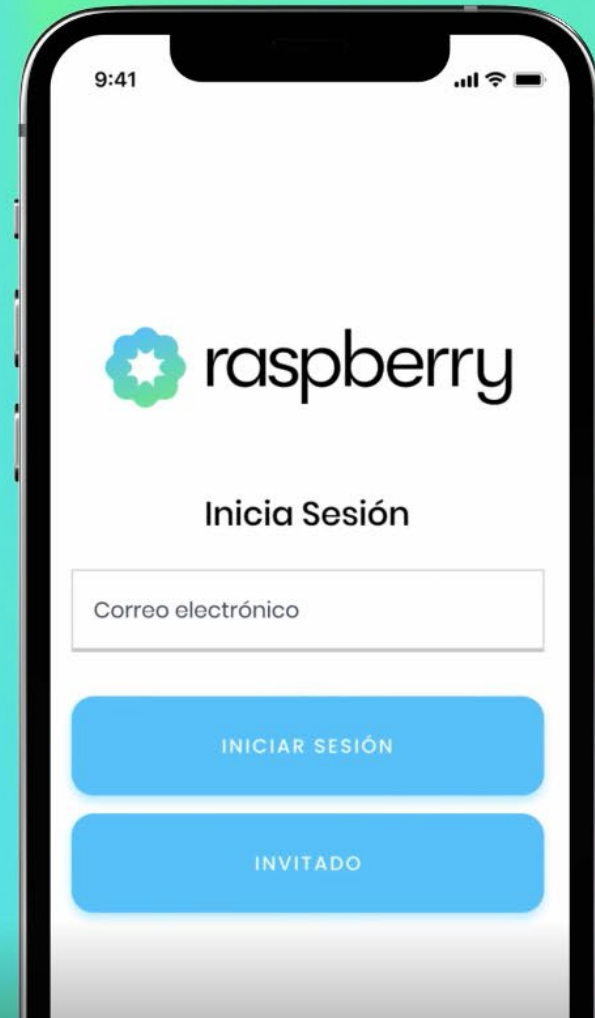 9:41
raspberry
Inicia Sesión
Correo electrónico
INICIAR SESIÓN
INVITADO